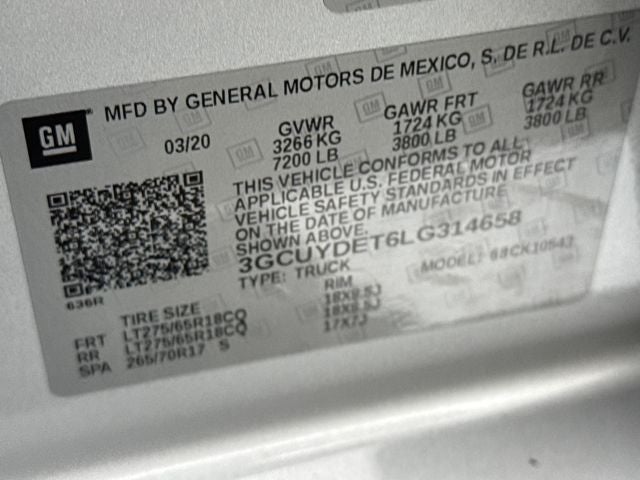 MFD BY GENERAL MOTORS DE MEXICO, S. DE R.L. DE C.V.
GM
03/20
GVWR
3266 KG
7200 LB
GAWR FRT
1724 KG
3800 LB
GAWR RR
1724 KG
3800 LB
THIS VEHICLE CONFORMS TO ALL
APPLICABLE U.S. FEDERAL MOTOR
VEHICLE SAFETY STANDARDS IN EFFECT
ON THE DATE OF MANUFACTURE
SHOWN ABOVE.
3GCUYDET6LG314658
TYPE: TRUCK
MODEL:
636R
TIRE SIZE
RIM
FRT LT275/65R18CQ 18X8.5J
RR LT275/65R18CQ 18X8.5J
SPA 265/70R17 S 17X7J